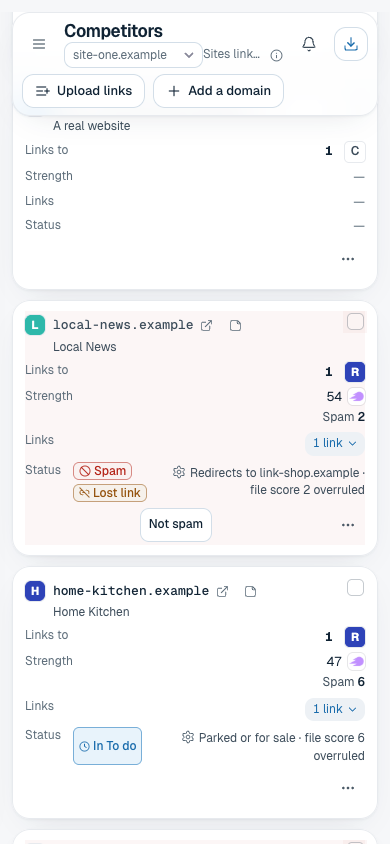 Competitors
site-one.example
Sites link...
Upload links
Add a domain
A real website
Links to 1 C
Strength —
Links —
Status —
L local-news.example
Local News
Links to 1 R
Strength 54
Spam 2
Links 1 link
Status Spam Redirects to link-shop.example ·
Lost link file score 2 overruled
Not spam
H home-kitchen.example
Home Kitchen
Links to 1 R
Strength 47
Spam 6
Links 1 link
Status In To do Parked or for sale · file score 6
overruled